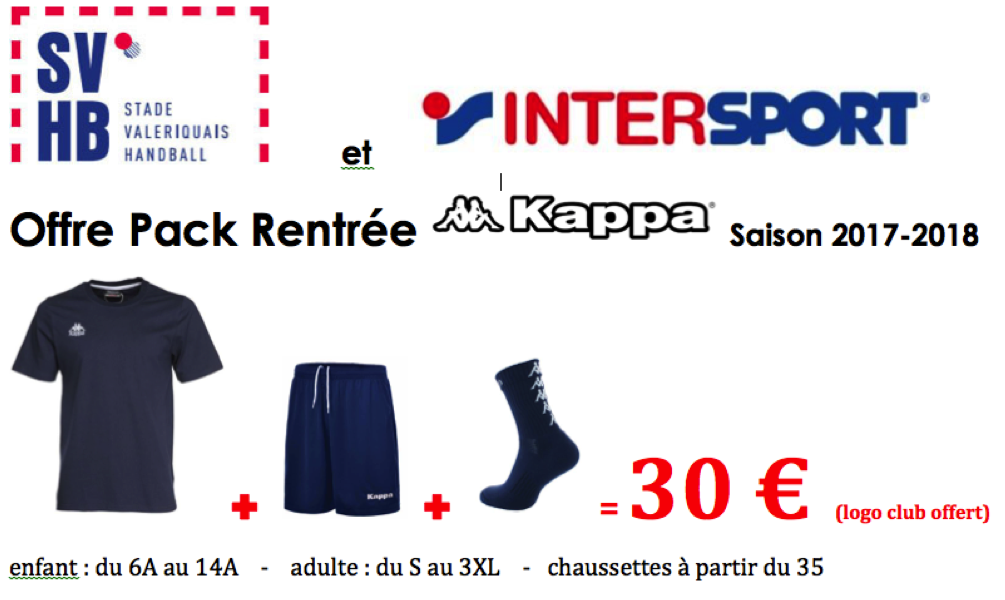 SV
HB
STADE
VALERIQUAIS
HANDBALL
et
INTERSPORT®
Offre Pack Rentrée Kappa® Saison 2017-2018
Kappa
+ + = 30 € (logo club offert)
enfant : du 6A au 14A - adulte : du S au 3XL - chaussettes à partir du 35